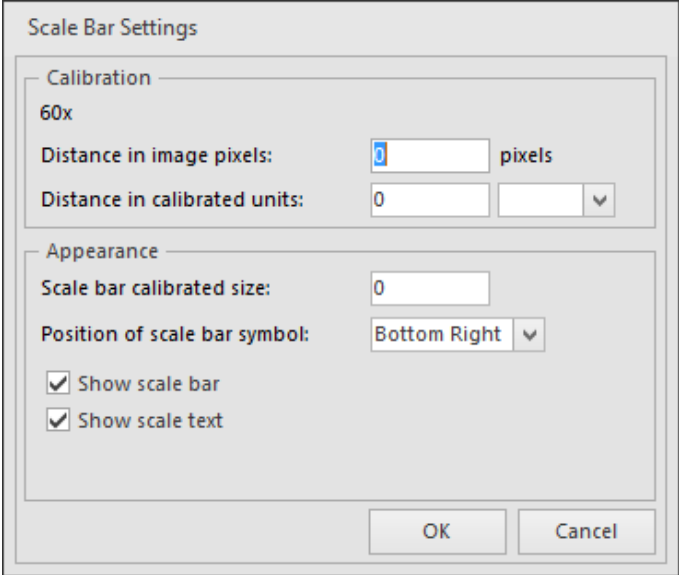 Scale Bar Settings
Calibration
60x
Distance in image pixels: 0 pixels
Distance in calibrated units: 0
Appearance
Scale bar calibrated size: 0
Position of scale bar symbol: Bottom Right
Show scale bar
Show scale text
OK Cancel